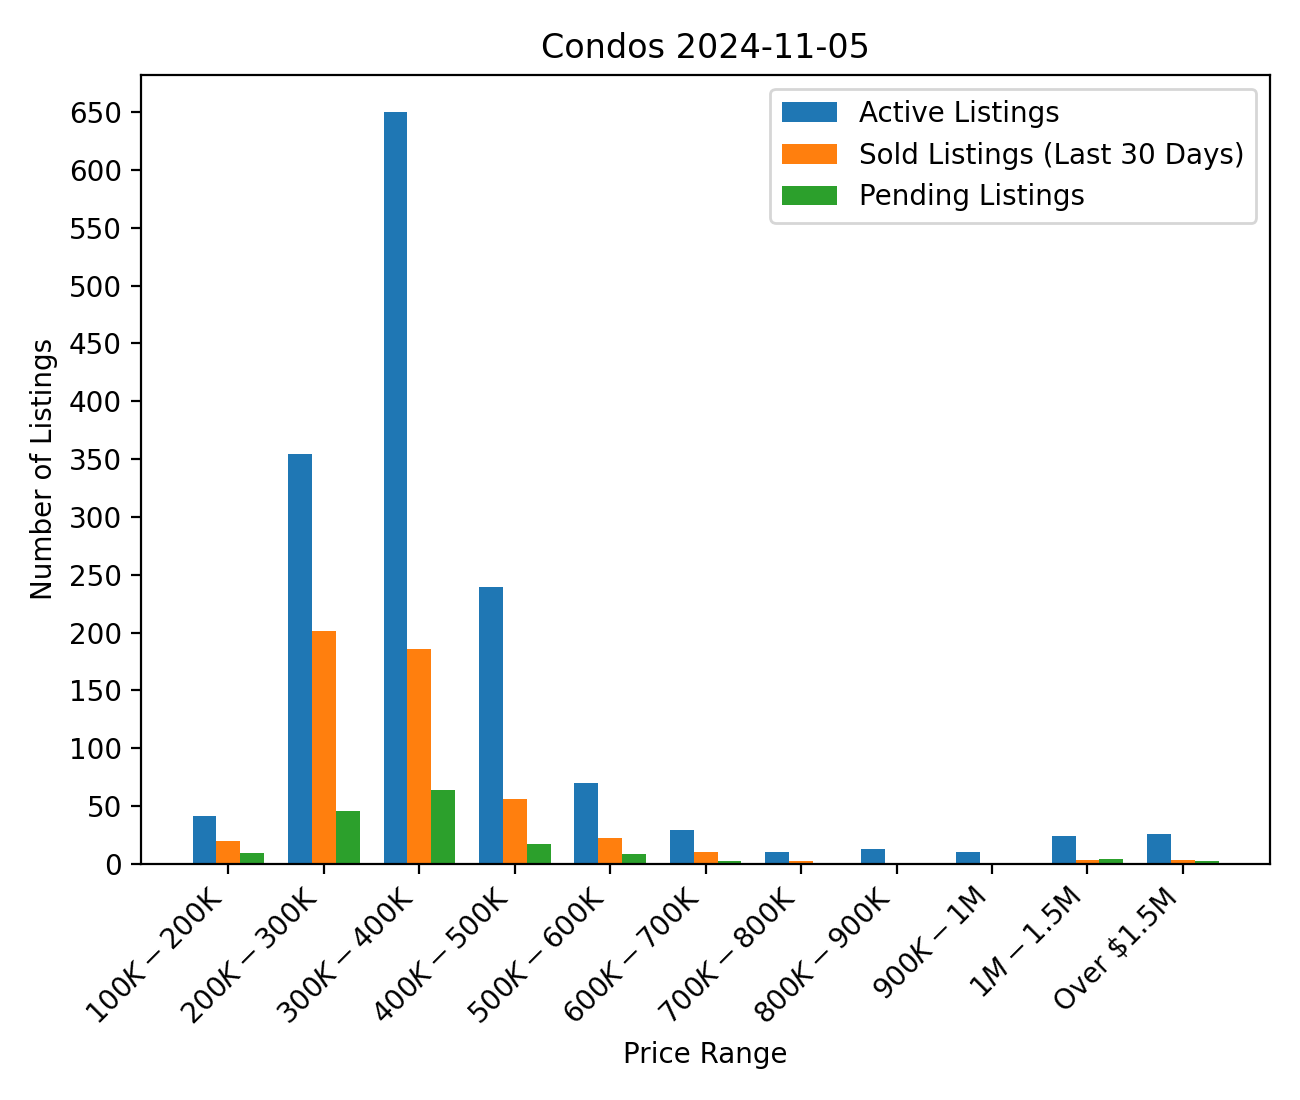 Condos 2024-11-05
Active Listings
Sold Listings (Last 30 Days)
Pending Listings
Number of Listings
650
600
550
500
450
400
350
300
250
200
150
100
50
0
100K − 200K
200K − 300K
300K − 400K
400K − 500K
500K − 600K
600K − 700K
700K − 800K
800K − 900K
900K − 1M
1M − 1.5M
Over $1.5M
Price Range